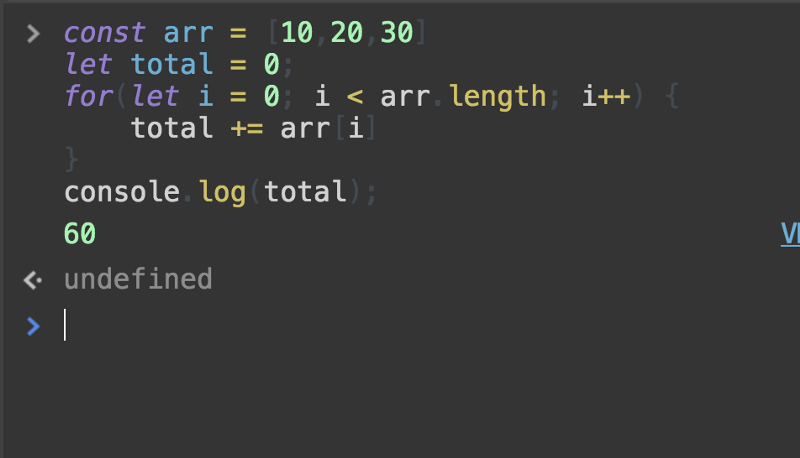 const arr = [10,20,30]
let total = 0;
for(let i = 0; i < arr.length; i++) {
    total += arr[i]
}
console.log(total);
60
undefined